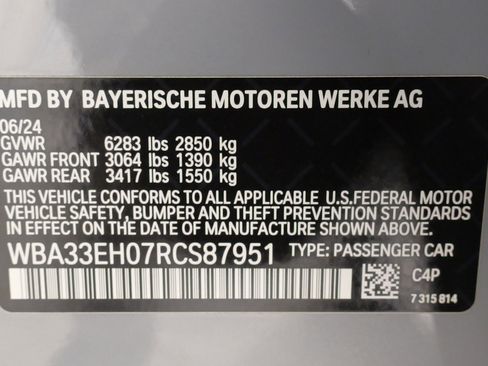 MFD BY BAYERISCHE MOTOREN WERKE AG
06/24
GVWR 6283 lbs 2850 kg
GAWR FRONT 3064 lbs 1390 kg
GAWR REAR 3417 lbs 1550 kg
THIS VEHICLE CONFORMS TO ALL APPLICABLE U.S.FEDERAL MOTOR
VEHICLE SAFETY, BUMPER AND THEFT PREVENTION STANDARDS
IN EFFECT ON THE DATE OF MANUFACTURE SHOWN ABOVE.
WBA33EH07RCS87951 TYPE: PASSENGER CAR
C4P
7 315 814